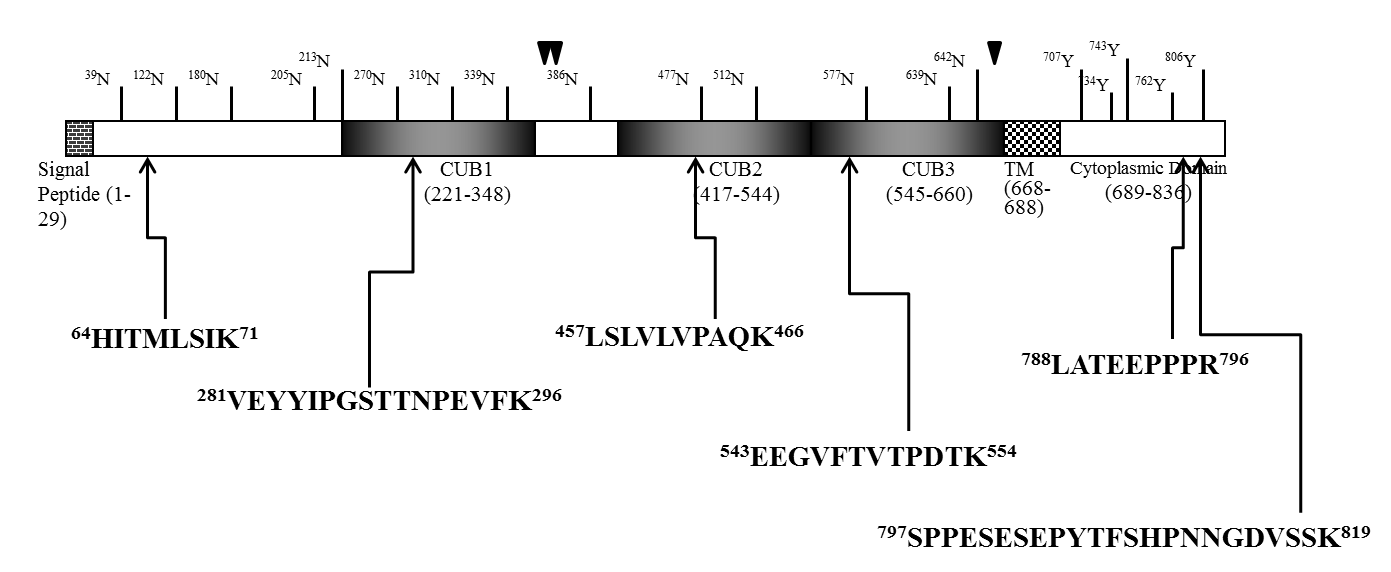 39N 122N 180N 205N 213N 270N 310N 339N 386N 477N 512N 577N 639N 642N 707Y 734Y 743Y 762Y 806Y
Signal
Peptide (1-
29)
CUB1
(221-348)
CUB2
(417-544)
CUB3
(545-660)
TM
(668-
688)
Cytoplasmic Domain
(689-836)
64HITMLSIK71
281VEYYIPGSTTNPEVFK296
457LSLVLVPAQK466
543EEGVFTVTPDTK554
788LATEEPPPR796
797SPPESESEPYTFSHPNNGDVSSK819